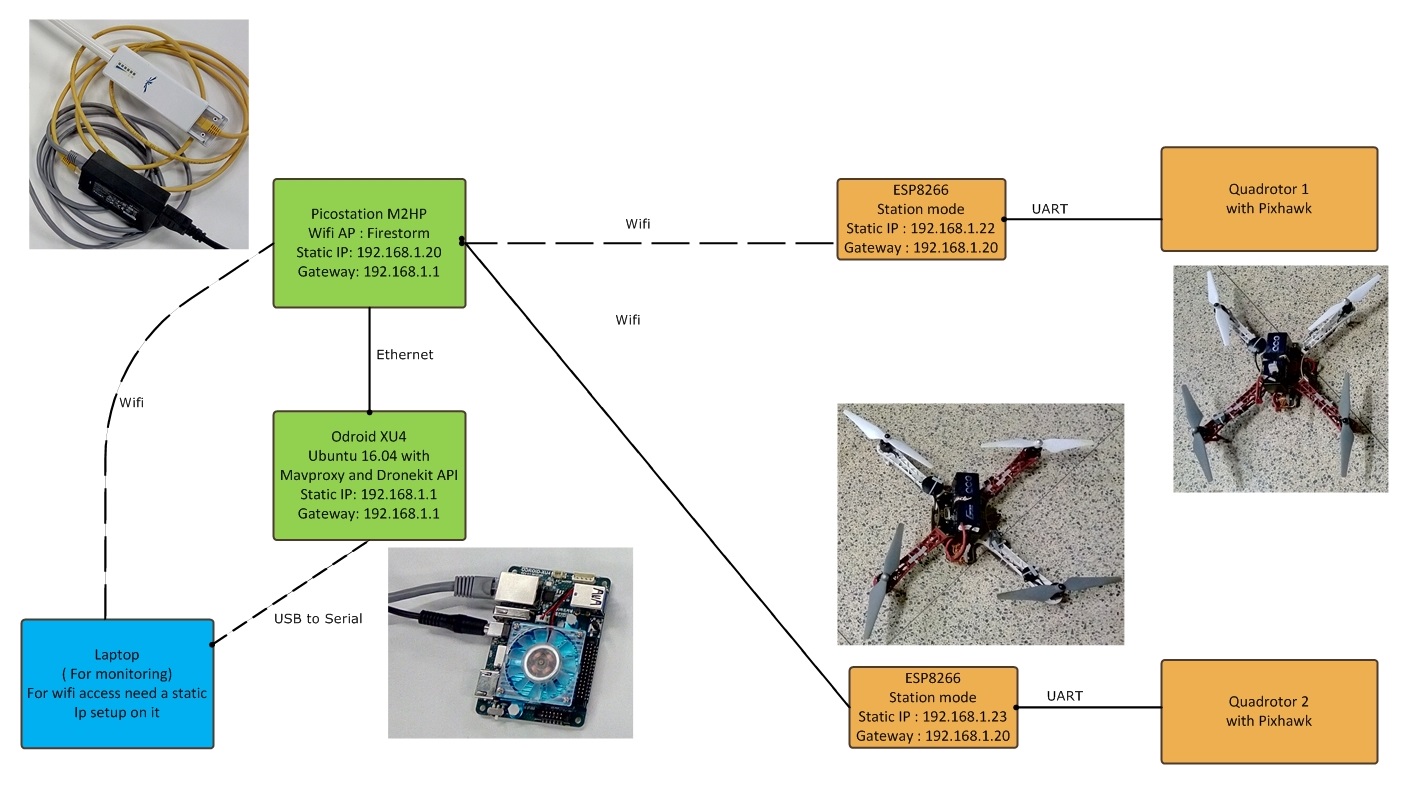 Picostation M2HP
Wifi AP : Firestorm
Static IP: 192.168.1.20
Gateway: 192.168.1.1
Wifi
ESP8266
Station mode
Static IP : 192.168.1.22
Gateway : 192.168.1.20
UART
Quadrotor 1
with Pixhawk
Wifi
Ethernet
Wifi
Odroid XU4
Ubuntu 16.04 with
Mavproxy and Dronekit API
Static IP: 192.168.1.1
Gateway: 192.168.1.1
USB to Serial
ODROID-XU4
Laptop
( For monitoring)
For wifi access need a static
Ip setup on it
ESP8266
Station mode
Static IP : 192.168.1.23
Gateway : 192.168.1.20
UART
Quadrotor 2
with Pixhawk